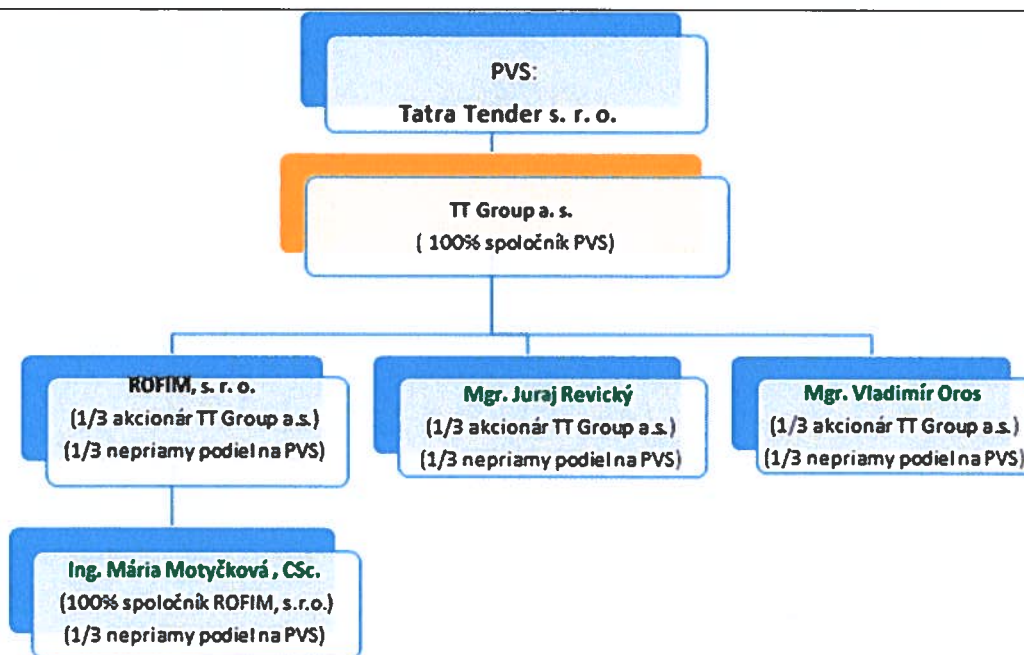 PVS:
Tatra Tender s. r. o.
TT Group a. s.
( 100% spoločník PVS)
ROFIM, s. r. o.
(1/3 akcionár TT Group a.s.)
(1/3 nepriamy podiel na PVS)
Mgr. Juraj Revický
(1/3 akcionár TT Group a.s.)
(1/3 nepriamy podiel na PVS)
Mgr. Vladimír Oros
(1/3 akcionár TT Group a.s.)
(1/3 nepriamy podiel na PVS)
Ing. Mária Motyčková , CSc.
(100% spoločník ROFIM, s.r.o.)
(1/3 nepriamy podiel na PVS)